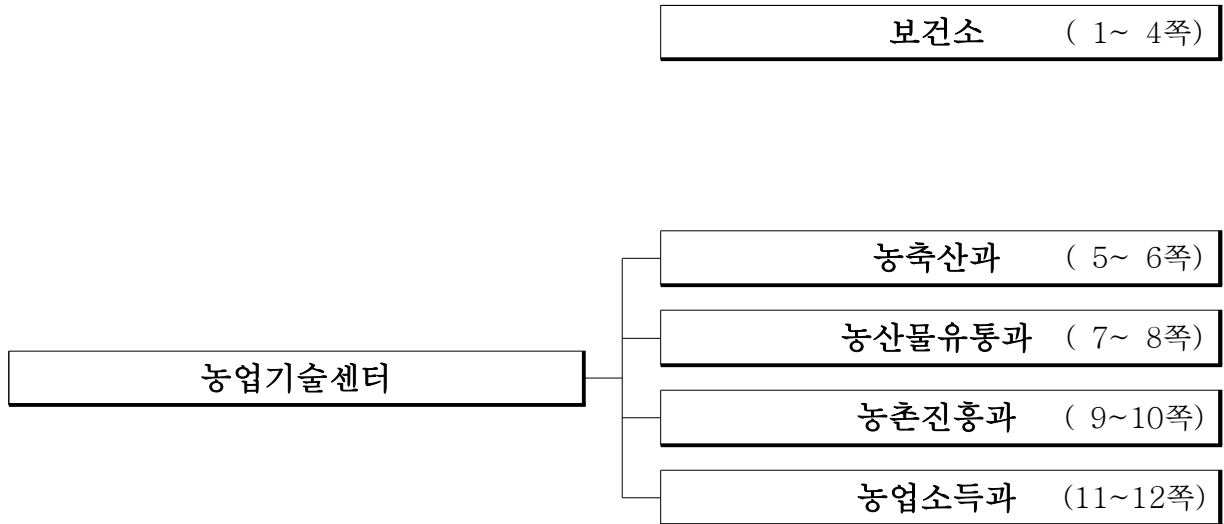 보건소 ( 1~ 4쪽)
농축산과 ( 5~ 6쪽)
농산물유통과 ( 7~ 8쪽)
농업기술센터
농촌진흥과 ( 9~10쪽)
농업소득과 (11~12쪽)